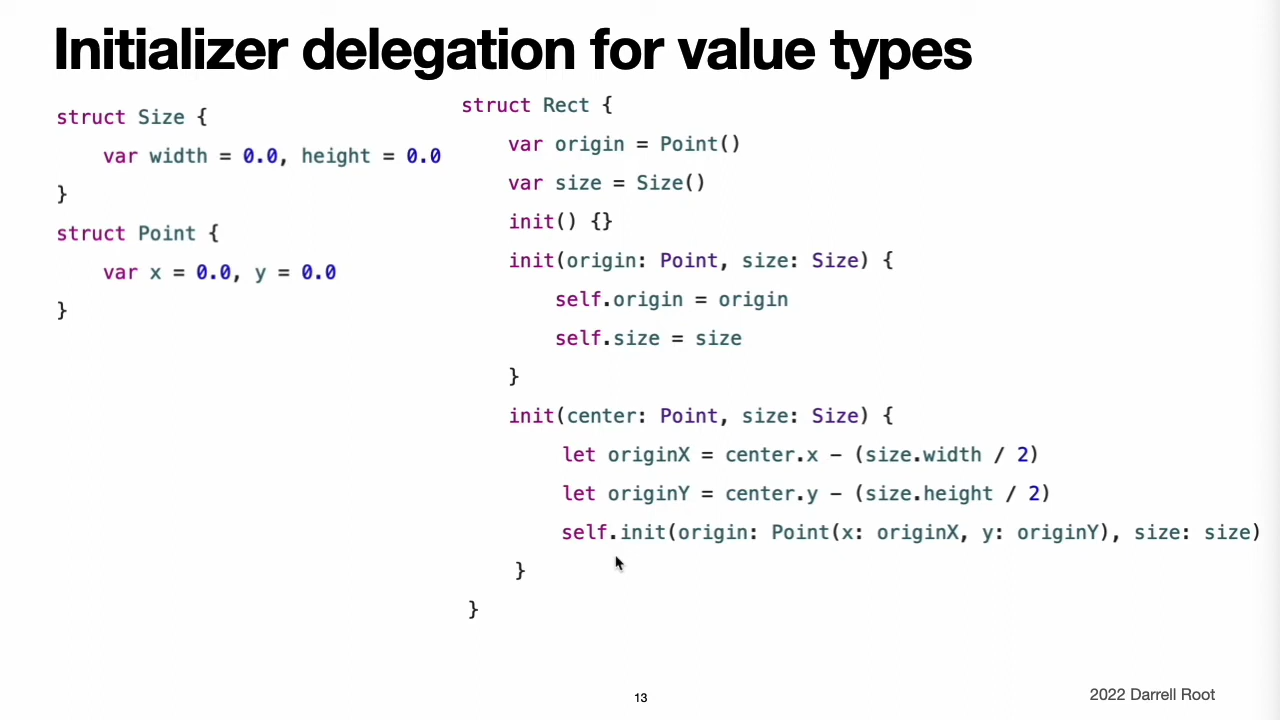 Initializer delegation for value types
struct Size {
var width = 0.0, height = 0.0
}
struct Point {
var x = 0.0, y = 0.0
}
struct Rect {
var origin = Point()
var size = Size()
init() {}
init(origin: Point, size: Size) {
self.origin = origin
self.size = size
}
init(center: Point, size: Size) {
let originX = center.x - (size.width / 2)
let originY = center.y - (size.height / 2)
self.init(origin: Point(x: originX, y: originY), size: size)
}
}
13
2022 Darrell Root